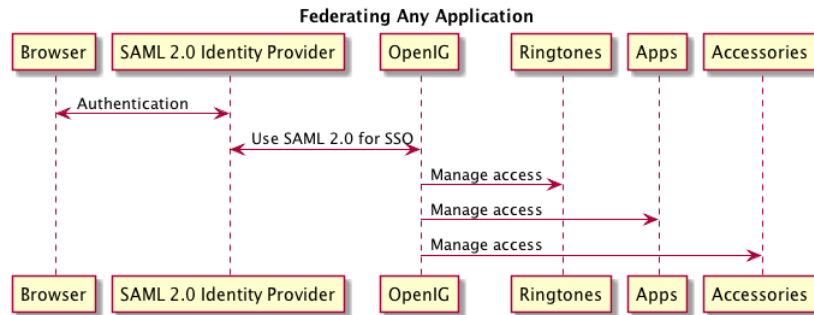 Federating Any Application
Browser SAML 2.0 Identity Provider OpenIG Ringtones Apps Accessories
Authentication
Use SAML 2.0 for SSO
Manage access
Manage access
Manage access
Browser SAML 2.0 Identity Provider OpenIG Ringtones Apps Accessories